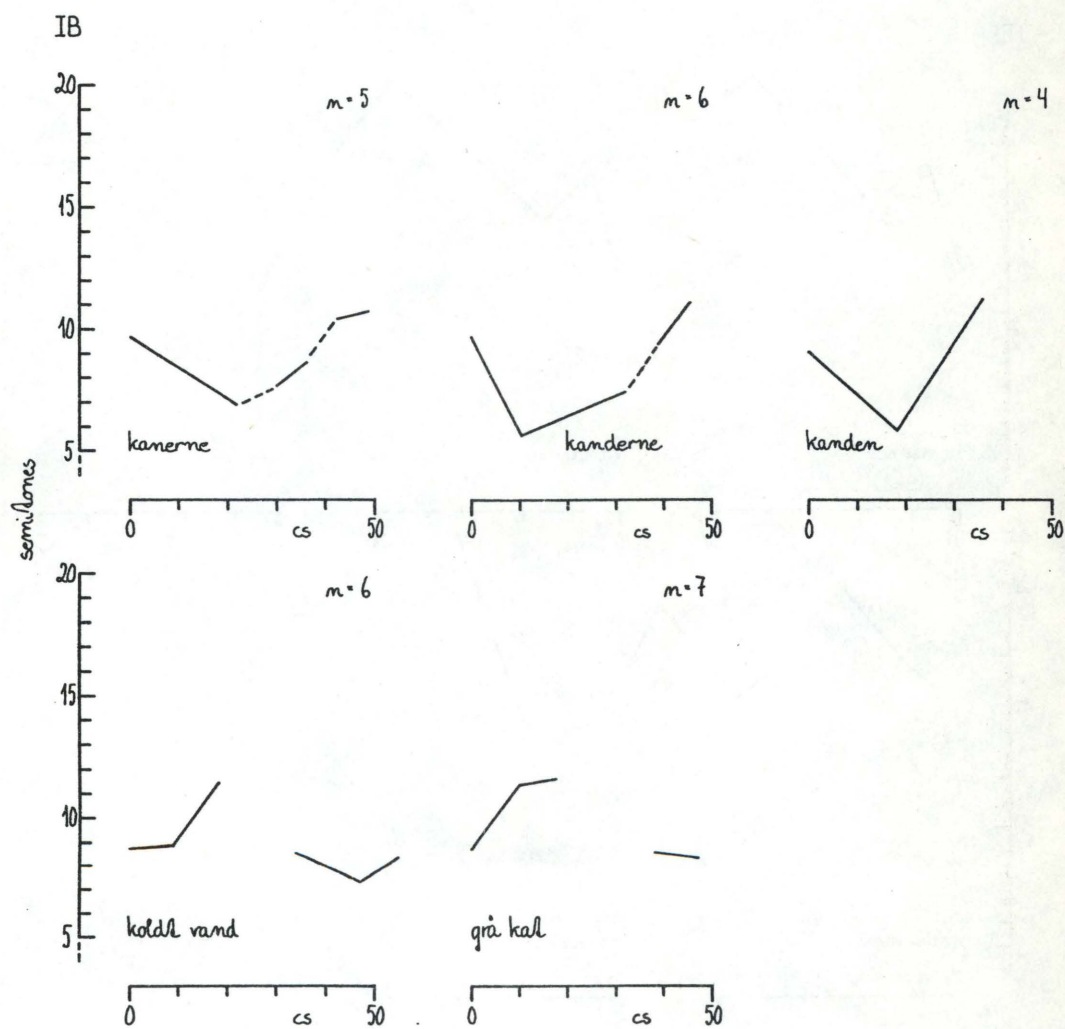 IB
20
n=5
n=6
n=4
15
10
5
kanerne
kanderne
kanden
semitones
0 cs 50
0 cs 50
0 cs 50
20
n=6
n=7
15
10
5
koldt vand
grå kat
0 cs 50
0 cs 50